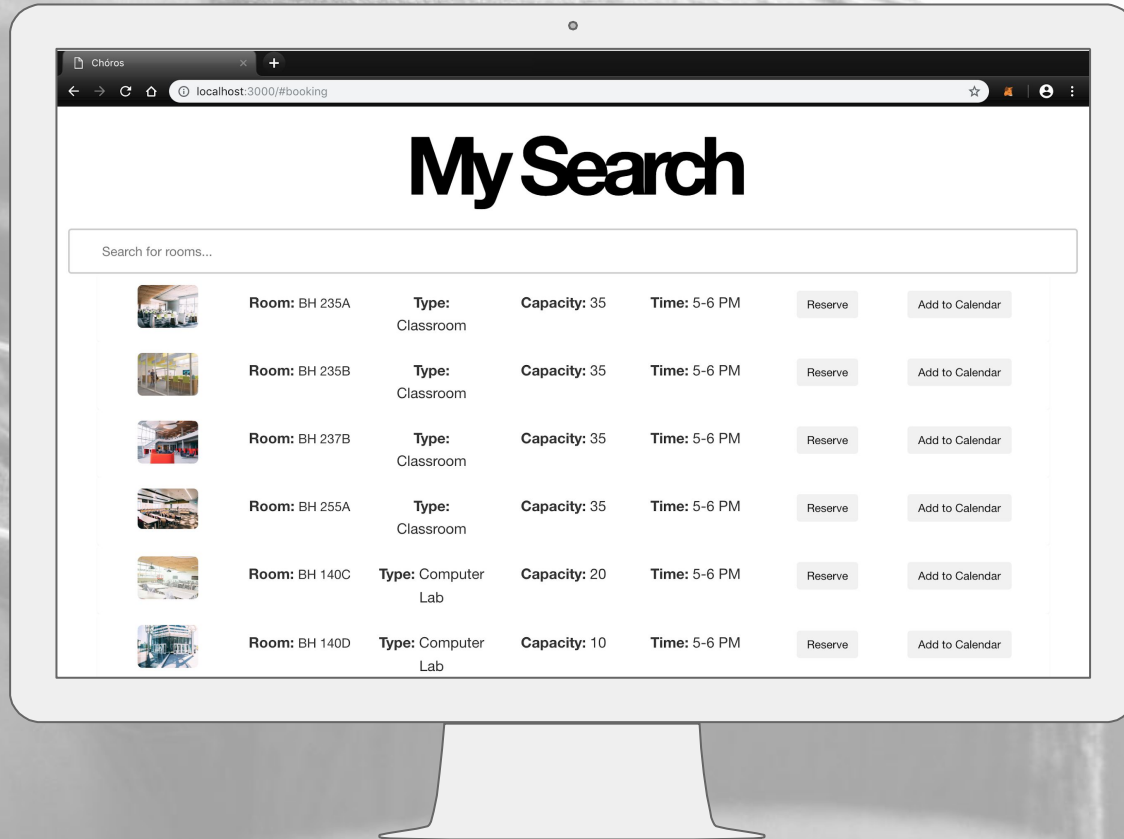 Chóros
localhost:3000/#booking
My Search
Search for rooms...
Room: BH 235A Type: Capacity: 35 Time: 5-6 PM Reserve Add to Calendar
Classroom
Room: BH 235B Type: Capacity: 35 Time: 5-6 PM Reserve Add to Calendar
Classroom
Room: BH 237B Type: Capacity: 35 Time: 5-6 PM Reserve Add to Calendar
Classroom
Room: BH 255A Type: Capacity: 35 Time: 5-6 PM Reserve Add to Calendar
Classroom
Room: BH 140C Type: Computer Capacity: 20 Time: 5-6 PM Reserve Add to Calendar
Lab
Room: BH 140D Type: Computer Capacity: 10 Time: 5-6 PM Reserve Add to Calendar
Lab